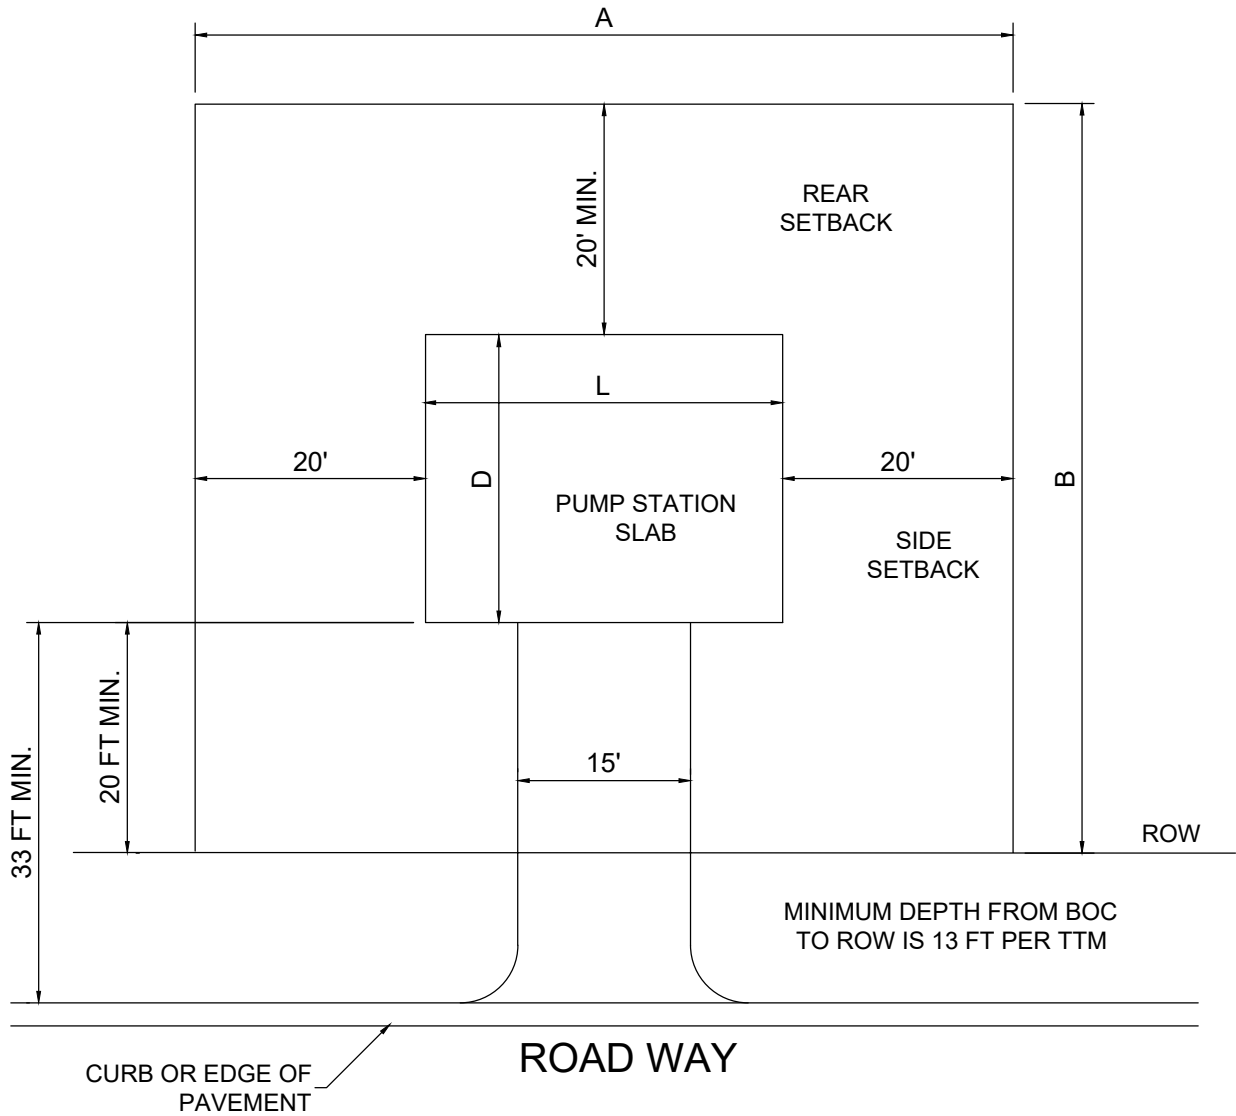 A
20' MIN.
REAR
SETBACK
L
20'
D
20'
B
PUMP STATION
SLAB
SIDE
SETBACK
33 FT MIN.
20 FT MIN.
15'
ROW
MINIMUM DEPTH FROM BOC
TO ROW IS 13 FT PER TTM
ROAD WAY
CURB OR EDGE OF
PAVEMENT